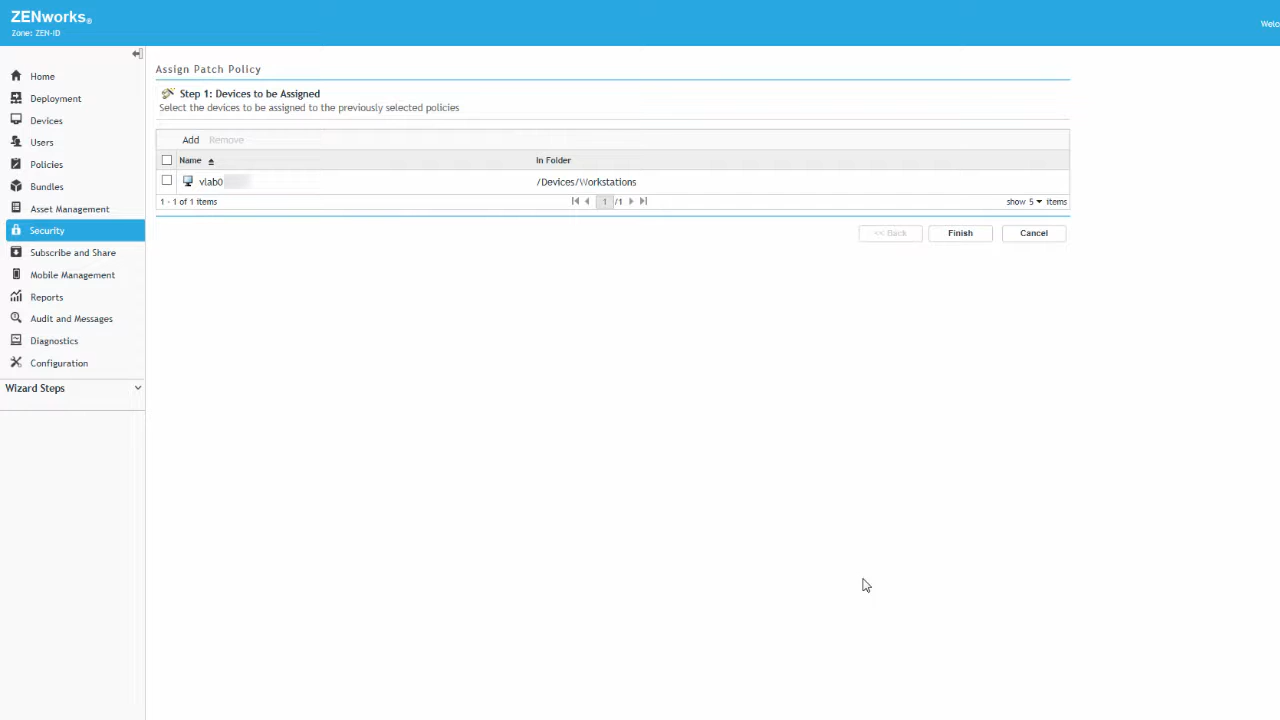 ZENworks®
Zone: ZEN-ID
Welco
Home
Deployment
Devices
Users
Policies
Bundles
Asset Management
Security
Subscribe and Share
Mobile Management
Reports
Audit and Messages
Diagnostics
Configuration
Wizard Steps
Assign Patch Policy
Step 1: Devices to be Assigned
Select the devices to be assigned to the previously selected policies
Add Remove
Name In Folder
vlab0 /Devices/Workstations
1 - 1 of 1 items 1 /1 show 5 items
<< Back Finish Cancel